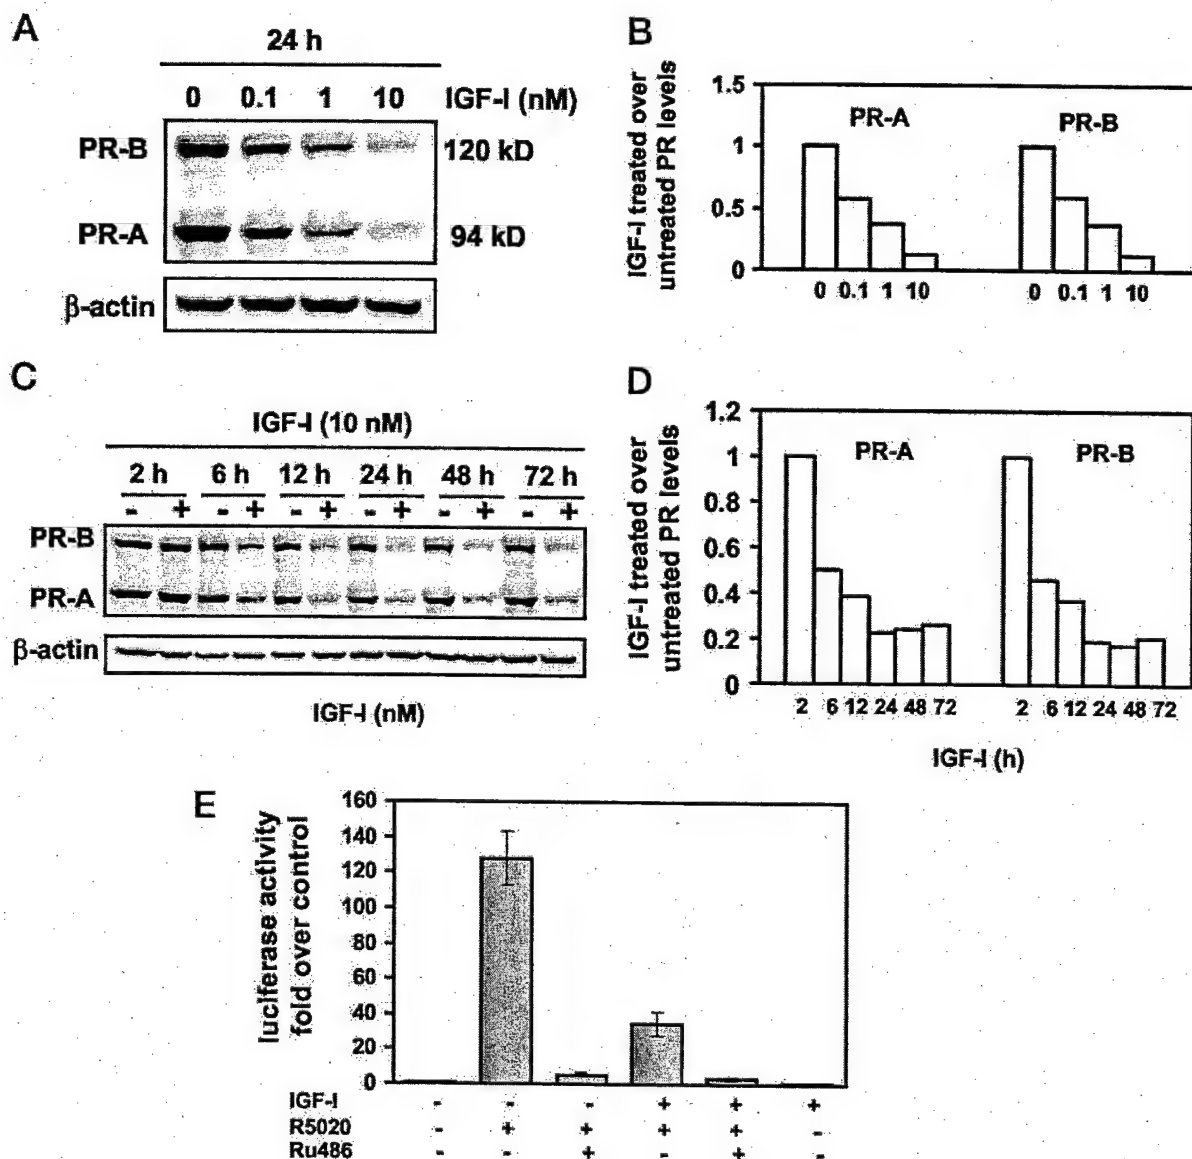 A
24 h
0 0.1 1 10 IGF-I (nM)
PR-B 120 kD
PR-A 94 kD
β-actin
B
IGF-I treated over
untreated PR levels
1.5
1
0.5
0
PR-A PR-B
0 0.1 1 10 0 0.1 1 10
C
IGF-I (10 nM)
2 h 6 h 12 h 24 h 48 h 72 h
- + - + - + - + - + - +
PR-B
PR-A
β-actin
IGF-I (nM)
D
IGF-I treated over
untreated PR levels
1.2
1
0.8
0.6
0.4
0.2
0
PR-A PR-B
2 6 12 24 48 72 2 6 12 24 48 72
IGF-I (h)
E
luciferase activity
fold over control
160
140
120
100
80
60
40
20
0
IGF-I - - - + + +
R5020 - + + + + -
Ru486 - - + - + -